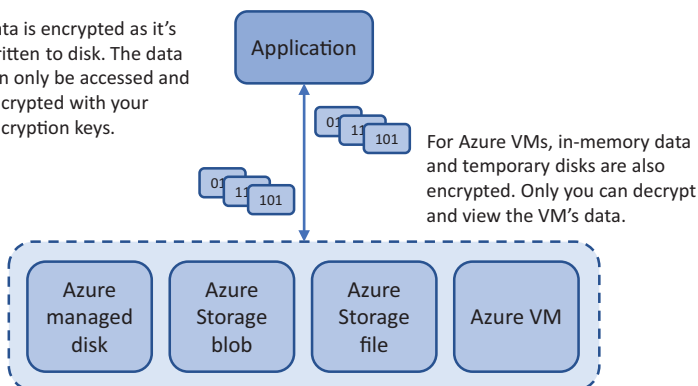 ata is encrypted as it's
ritten to disk. The data
n only be accessed and
crypted with your
cryption keys.
Application
01
11
101
For Azure VMs, in-memory data
and temporary disks are also
encrypted. Only you can decrypt
and view the VM's data.
01
11
101
Azure
managed
disk
Azure
Storage
blob
Azure
Storage
file
Azure VM